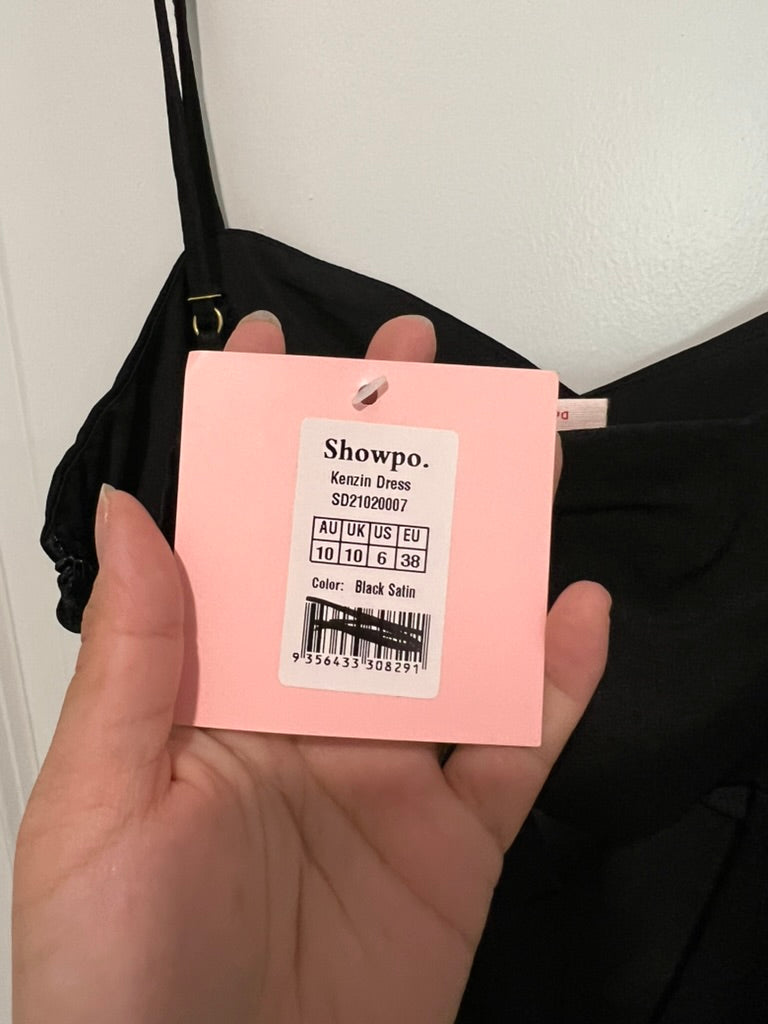 Showpo.
Kenzin Dress
SD21020007
AU UK US EU
10 10 6 38
Color: Black Satin
9 356433 308291